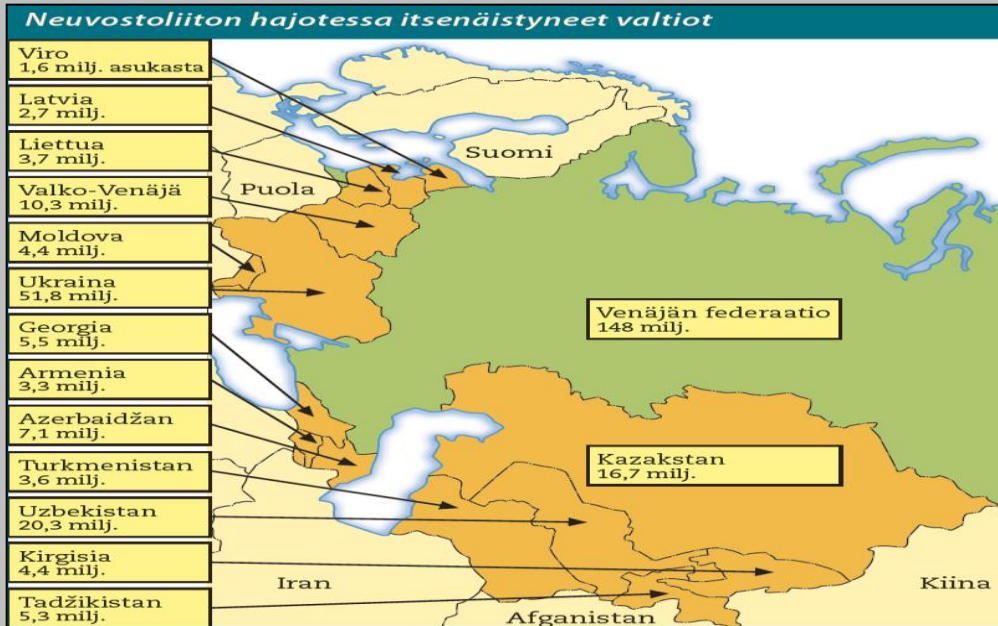 Neuvostoliiton hajotessa itsenäistyneet valtiot
Viro
1,6 milj. asukasta
Latvia
2,7 milj.
Liettua
3,7 milj.
Valko-Venäjä
10,3 milj.
Moldova
4,4 milj.
Ukraina
51,8 milj.
Georgia
5,5 milj.
Armenia
3,3 milj.
Azerbaidžan
7,1 milj.
Turkmenistan
3,6 milj.
Uzbekistan
20,3 milj.
Kirgisia
4,4 milj.
Tadžikistan
5,3 milj.
Suomi
Puola
Venäjän federaatio
148 milj.
Kazakstan
16,7 milj.
Iran
Afganistan
Kiina